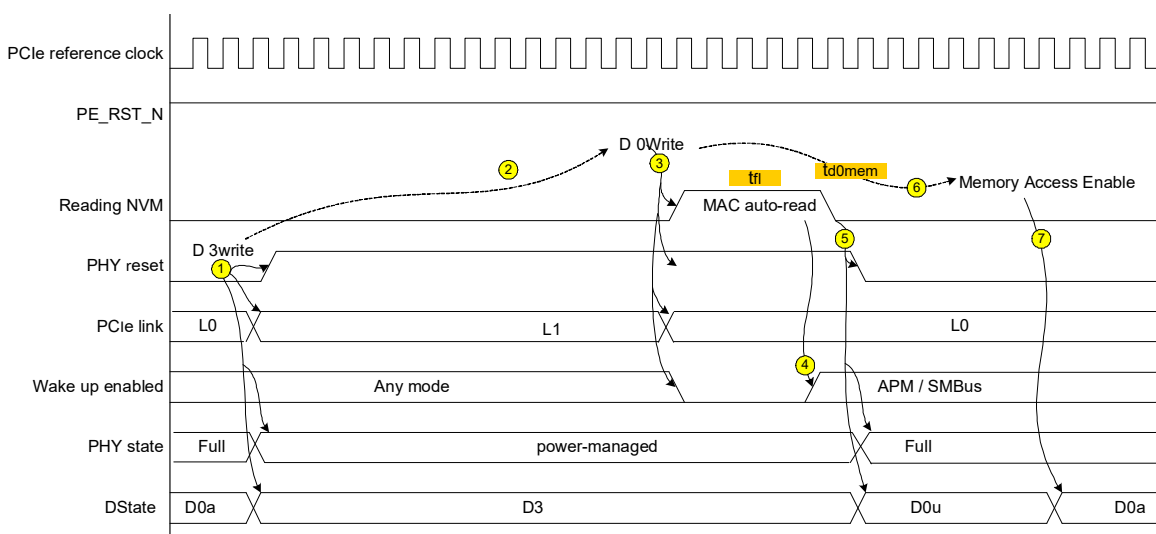 PCIe reference clock
PE_RST_N
D 0Write
2
3
tfl
td0mem
6
Memory Access Enable
Reading NVM
MAC auto-read
D 3write
5
7
PHY reset
1
PCIe link
L0
L1
L0
4
Wake up enabled
Any mode
APM / SMBus
PHY state
Full
power-managed
Full
DState
D0a
D3
D0u
D0a